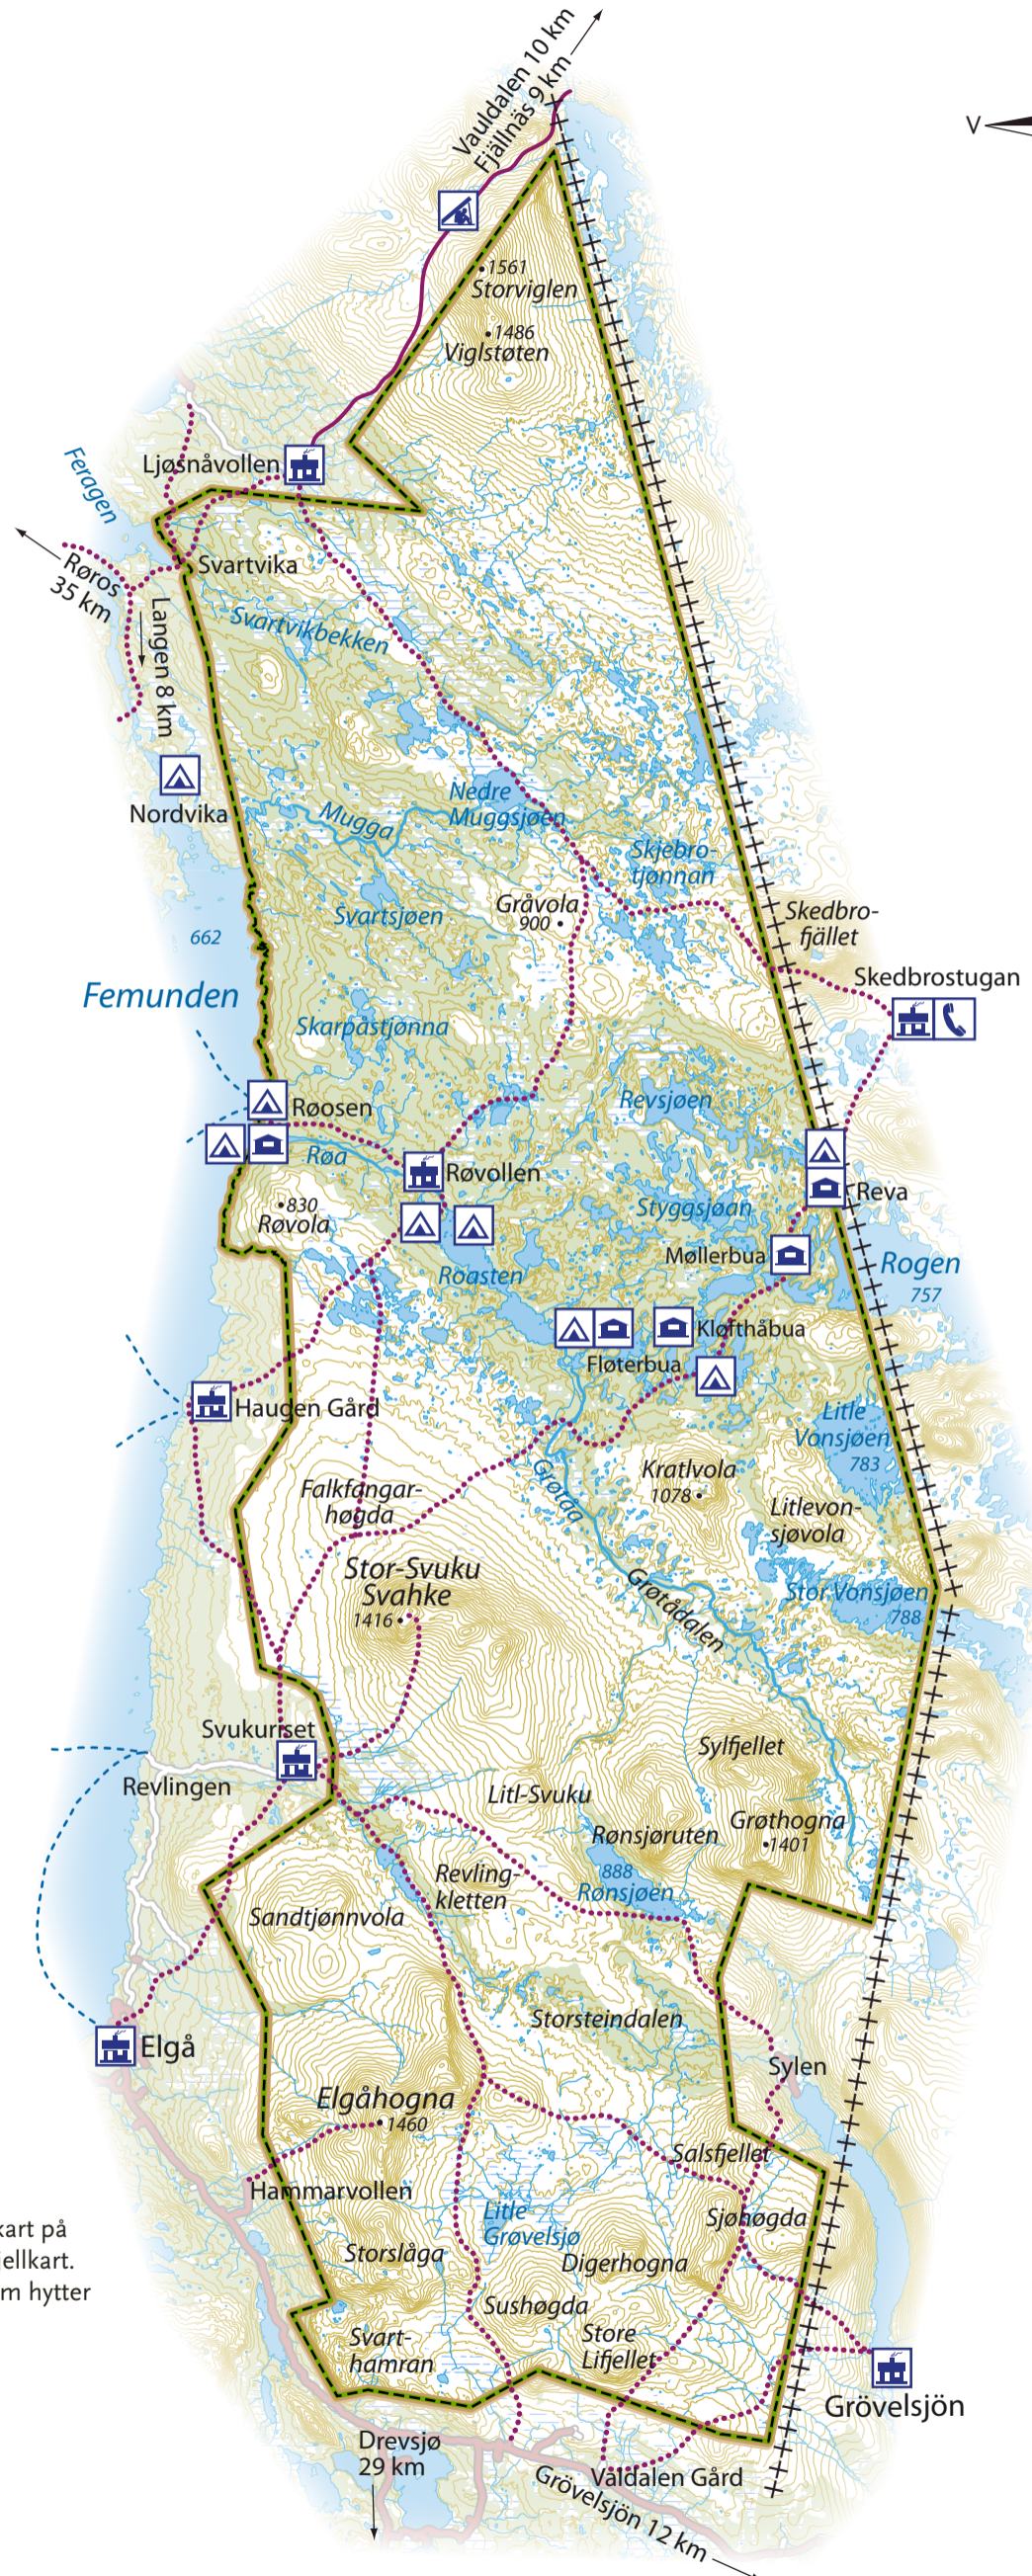 Vauldalen 10 km
Fjällnäs 9 km
V
1561
Storviglen
1486
Viglstøten
Ljøsnåvollen
Feragen
Røros
35 km
Svartvika
Langen 8 km
Svartvikbekken
Nordvika
Nedre
Muggsjøen
Mugga
Skjebro-
tjønnan
Gråvola
900
Svartsjøen
Skedbro-
fjället
662
Femunden
Skedbrostugan
Skarpåstjønna
Revsjøen
Røosen
Røa
Røvollen
Reva
830
Røvola
Styggsjøan
Møllerbua
Rogen
757
Roasten
Kløfthåbua
Fløterbua
Haugen Gård
Litle
Vonsjøen
783
Kratlvola
1078
Falkfangar-
høgda
Grøtåa
Litlevon-
sjøvola
Stor-Svuku
Svahke
1416
Grøtådalen
Stor Vonsjøen
788
Svukuriset
Sylfjellet
Revlingen
Litl-Svuku
Grøthogna
1401
Rønsjøruten
888
Rønsjøen
Revling-
kletten
Sandtjønnvola
Storsteindalen
Elgå
Sylen
Elgåhogna
1460
Salsfjellet
Hammarvollen
Litle
Grøvelsjø
Sjøhøgda
kart på
jellkart.
m hytter
Storslåga
Digerhogna
Sushøgda
Store
Lifjellet
Svart-
hamran
Grövelsjön
Drevsjø
29 km
Valdalen Gård
Grövelsjön 12 km